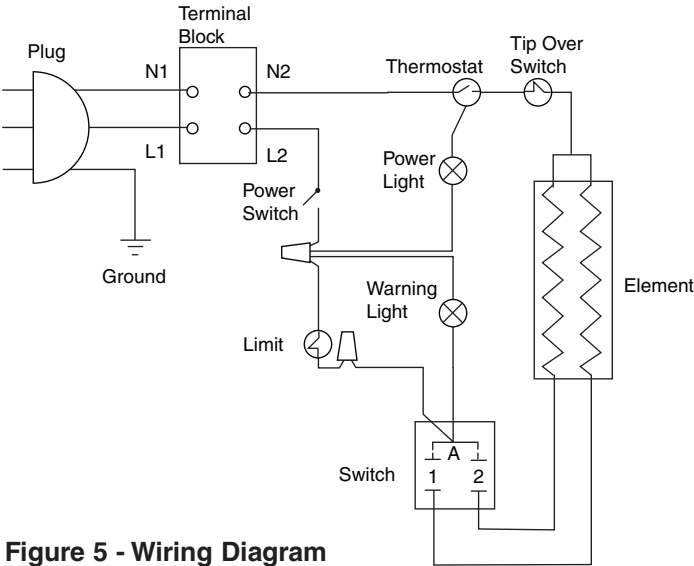 Terminal
Block
Plug
N1
N2
Thermostat
Tip Over
Switch
L1
L2
Power
Light
Power
Switch
Ground
Warning
Light
Element
Limit
A
Switch
1
2
Figure 5 - Wiring Diagram